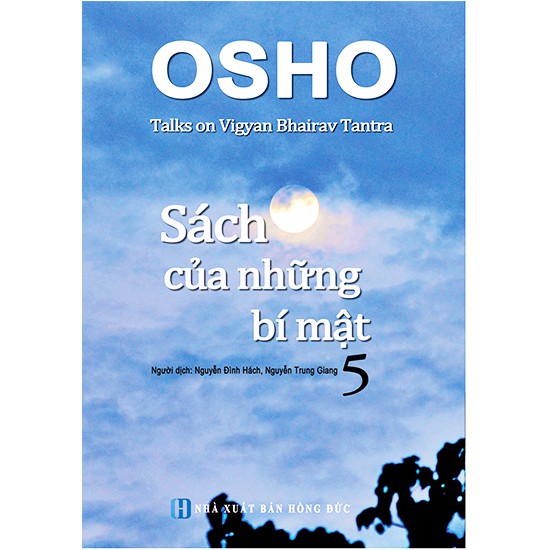 OSHO
Talks on Vigyan Bhairav Tantra
Sách
của những
bí mật
Người dịch: Nguyễn Đình Hách, Nguyễn Trung Giang 5
NHÀ XUẤT BẢN HỒNG ĐỨC